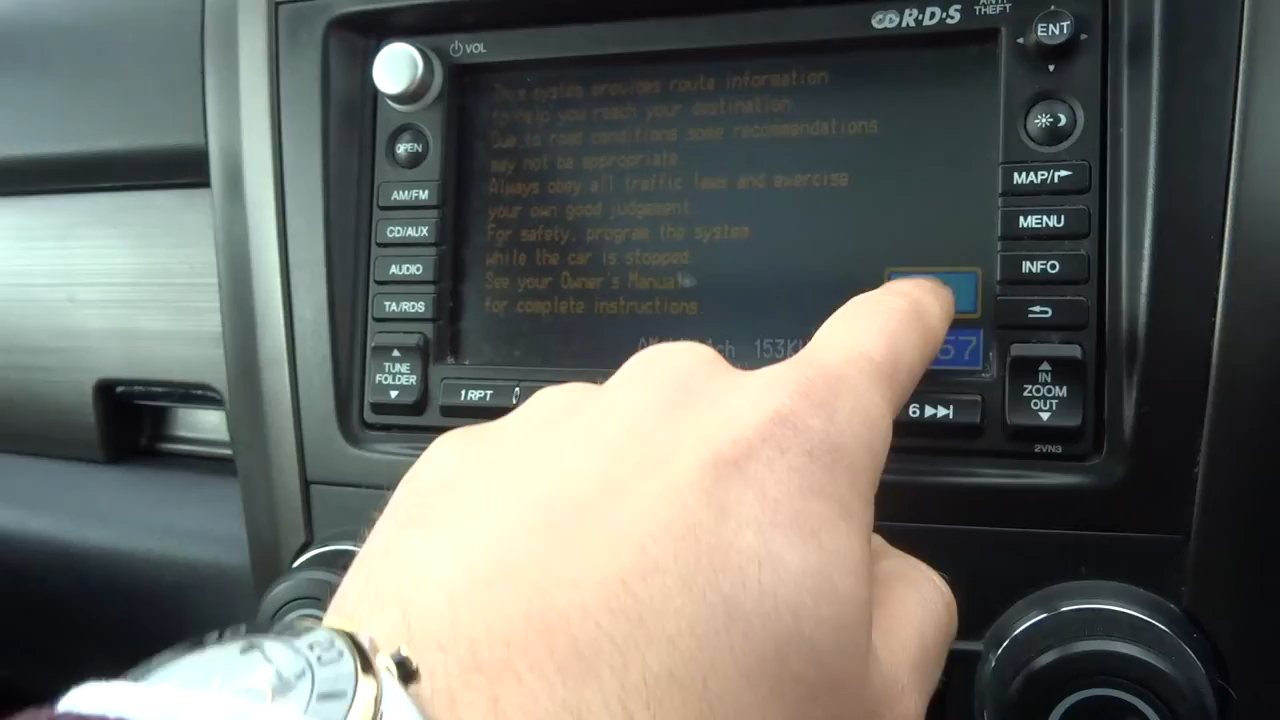 R·D·S
ANTI
THEFT
VOL
ENT
This system provides route information
to help you reach your destination.
Due to road conditions some recommendations
may not be appropriate.
Always obey all traffic laws and exercise
your own good judgement.
For safety, program the system
while the car is stopped.
See your Owner's Manual
for complete instructions.
153K
57
OPEN
AM/FM
CD/AUX
AUDIO
TA/RDS
TUNE
FOLDER
1 RPT
6
MAP/
MENU
INFO
IN
ZOOM
OUT
2VN3
20